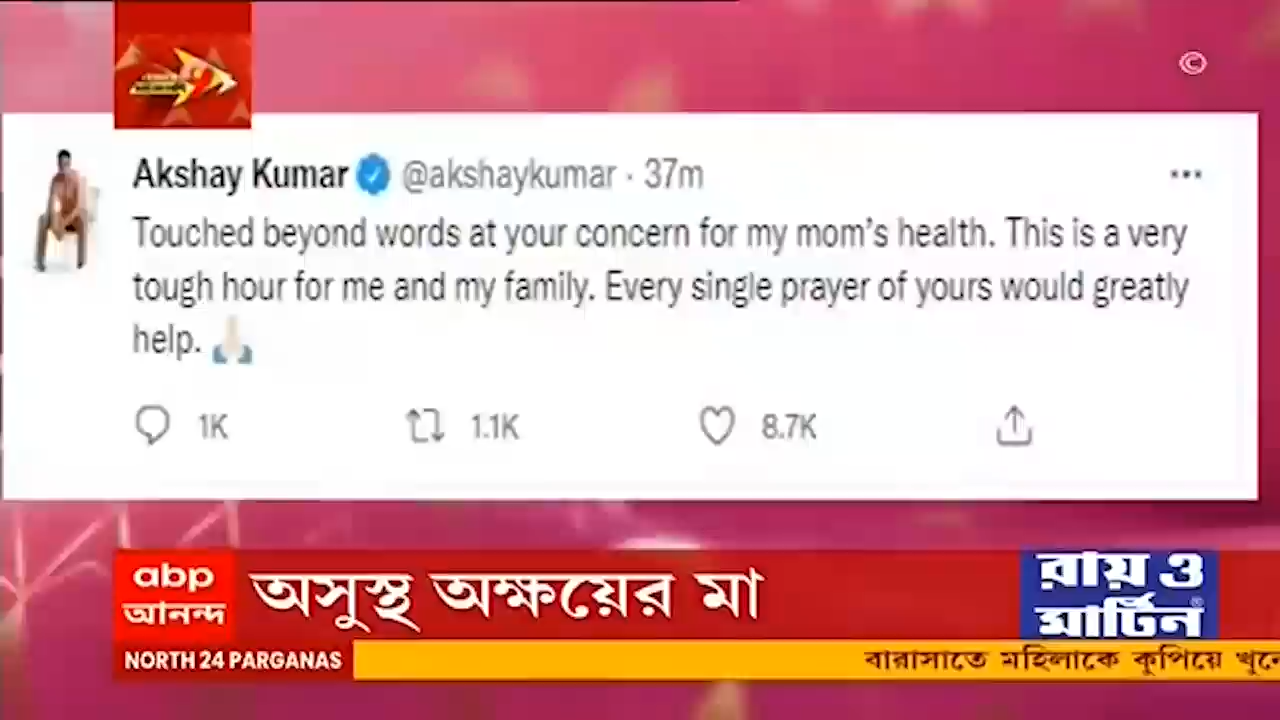 ©
Akshay Kumar @akshaykumar · 37m
Touched beyond words at your concern for my mom's health. This is a very
tough hour for me and my family. Every single prayer of yours would greatly
help. 🙏🏻
1K 1.1K 8.7K
abp
আনন্দ
অসুস্থ অক্ষয়ের মা
রায় ও
মার্টিন®
NORTH 24 PARGANAS
বারাসাতে মহিলাকে কুপিয়ে খুনে